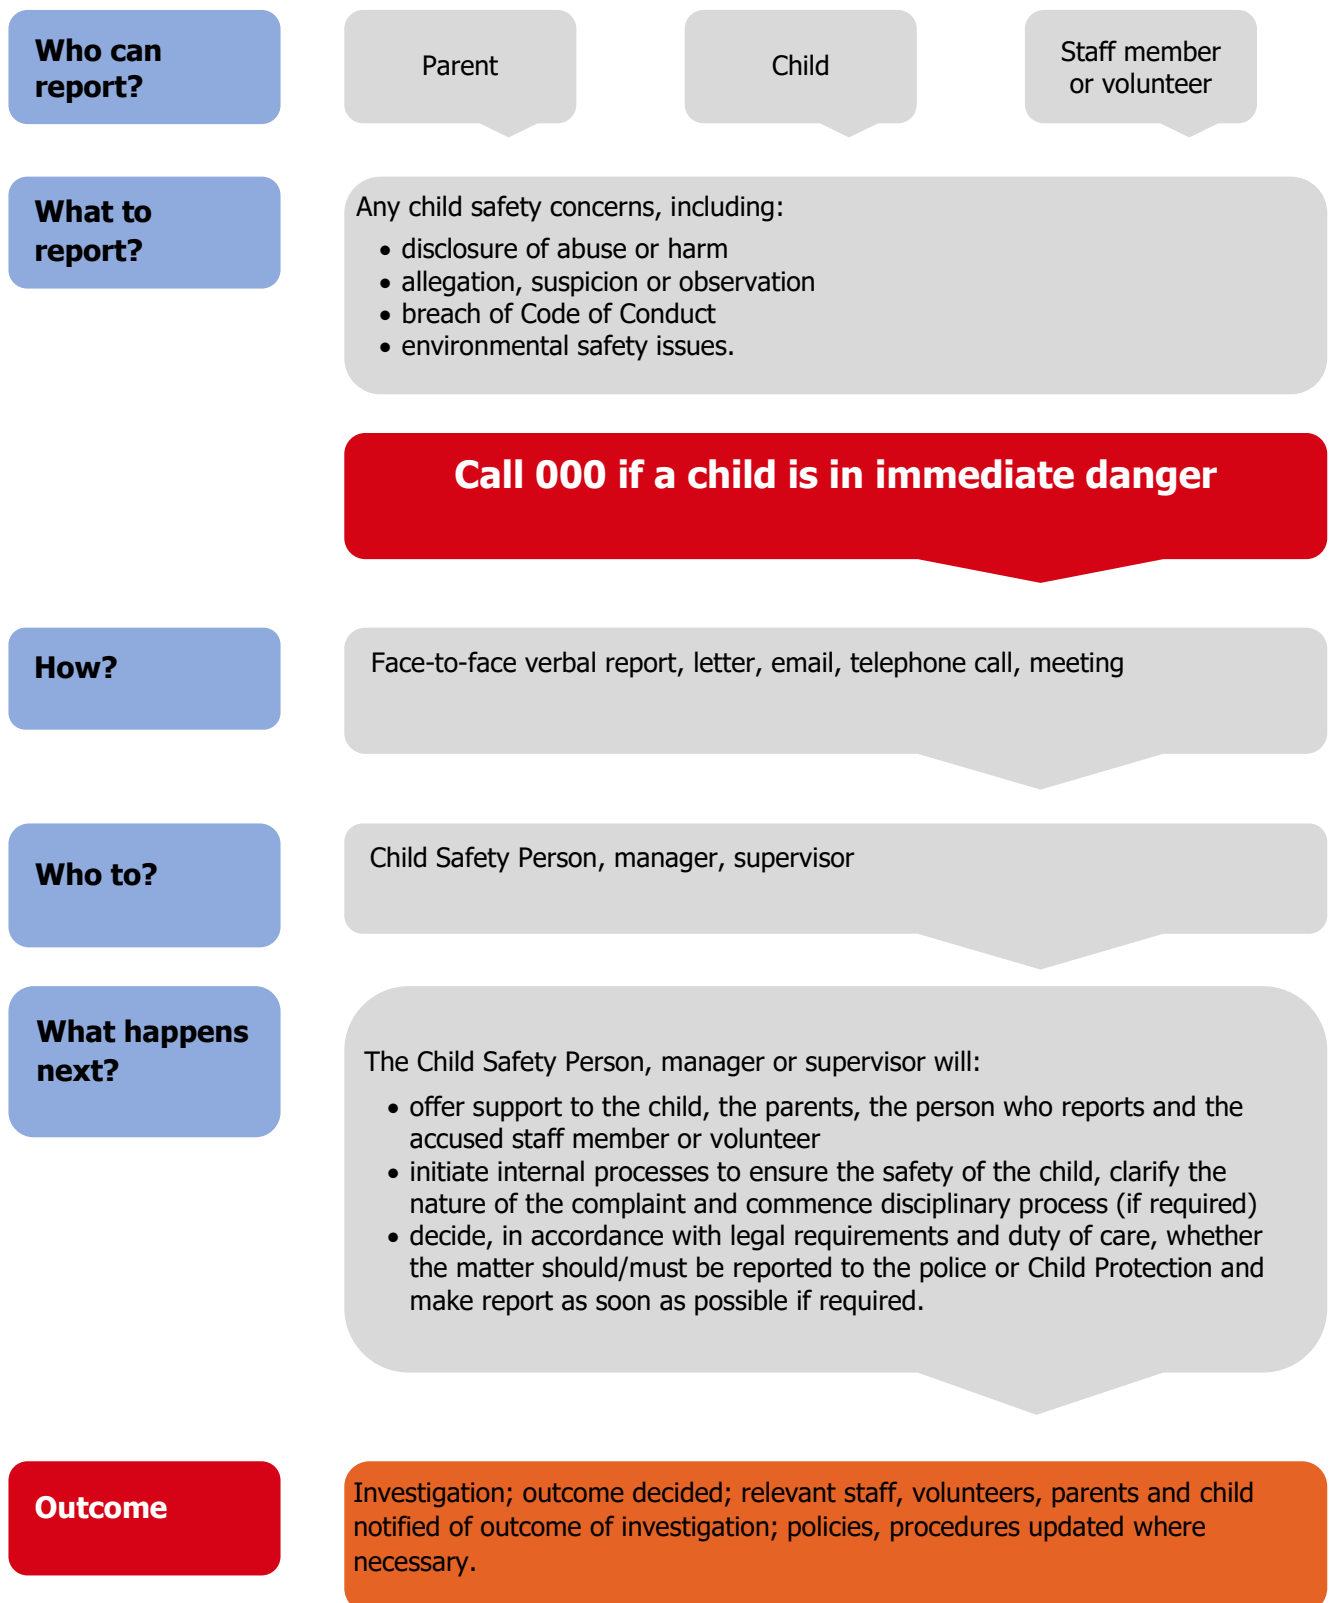 Who can
report?
Parent
Child
Staff member
or volunteer
What to
report?
Any child safety concerns, including:
• disclosure of abuse or harm
• allegation, suspicion or observation
• breach of Code of Conduct
• environmental safety issues.
Call 000 if a child is in immediate danger
How?
Face-to-face verbal report, letter, email, telephone call, meeting
Who to?
Child Safety Person, manager, supervisor
What happens
next?
The Child Safety Person, manager or supervisor will:
• offer support to the child, the parents, the person who reports and the
accused staff member or volunteer
• initiate internal processes to ensure the safety of the child, clarify the
nature of the complaint and commence disciplinary process (if required)
• decide, in accordance with legal requirements and duty of care, whether
the matter should/must be reported to the police or Child Protection and
make report as soon as possible if required.
Outcome
Investigation; outcome decided; relevant staff, volunteers, parents and child
notified of outcome of investigation; policies, procedures updated where
necessary.